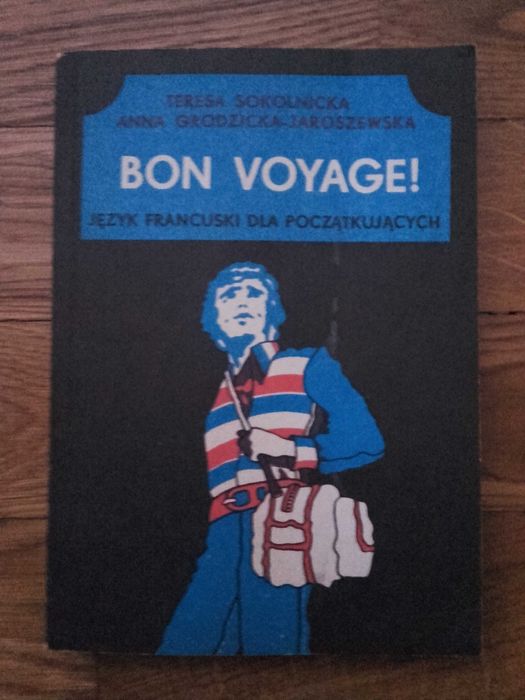 TERESA SOKOLNICKA
ANNA GRODZICKA-JAROSZEWSKA
BON VOYAGE!
JĘZYK FRANCUSKI DLA POCZĄTKUJĄCYCH